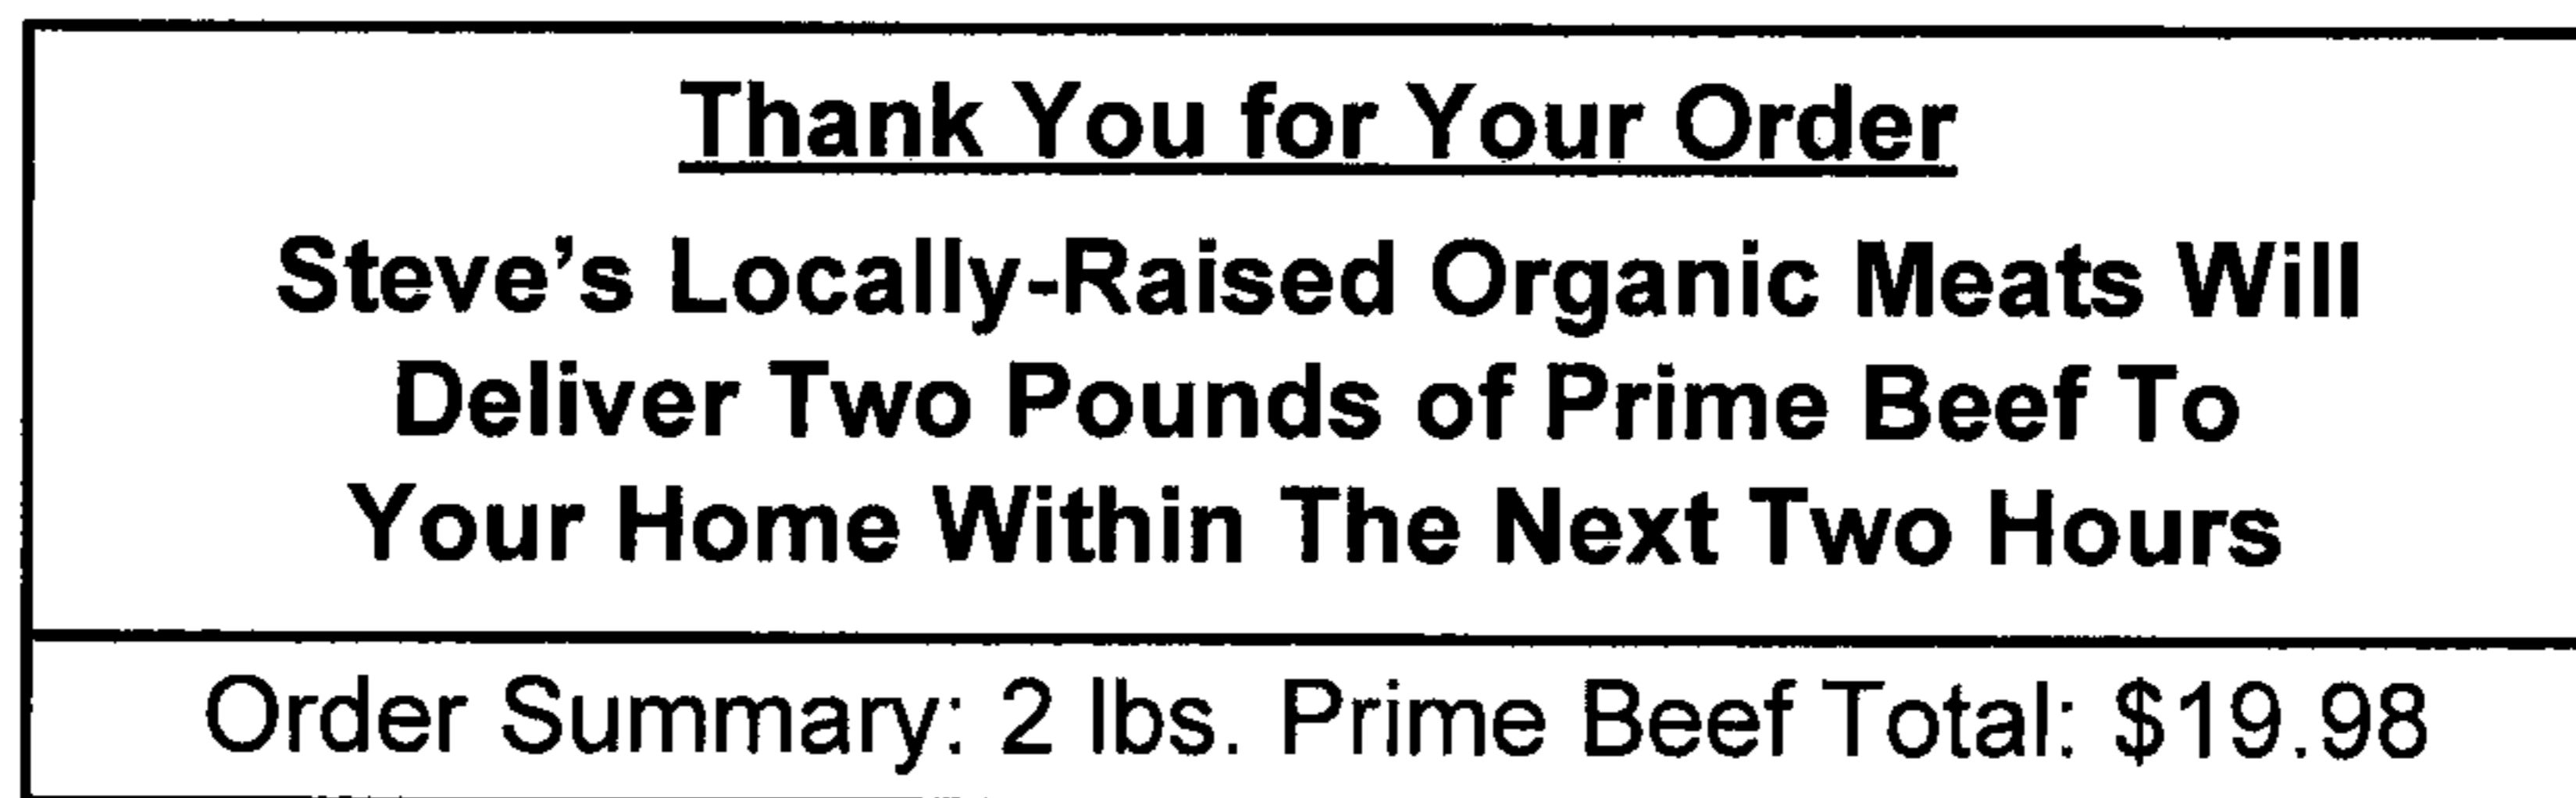 Thank You for Your Order
Steve's Locally-Raised Organic Meats Will
Deliver Two Pounds of Prime Beef To
Your Home Within The Next Two Hours
Order Summary: 2 lbs. Prime Beef Total: $19.98